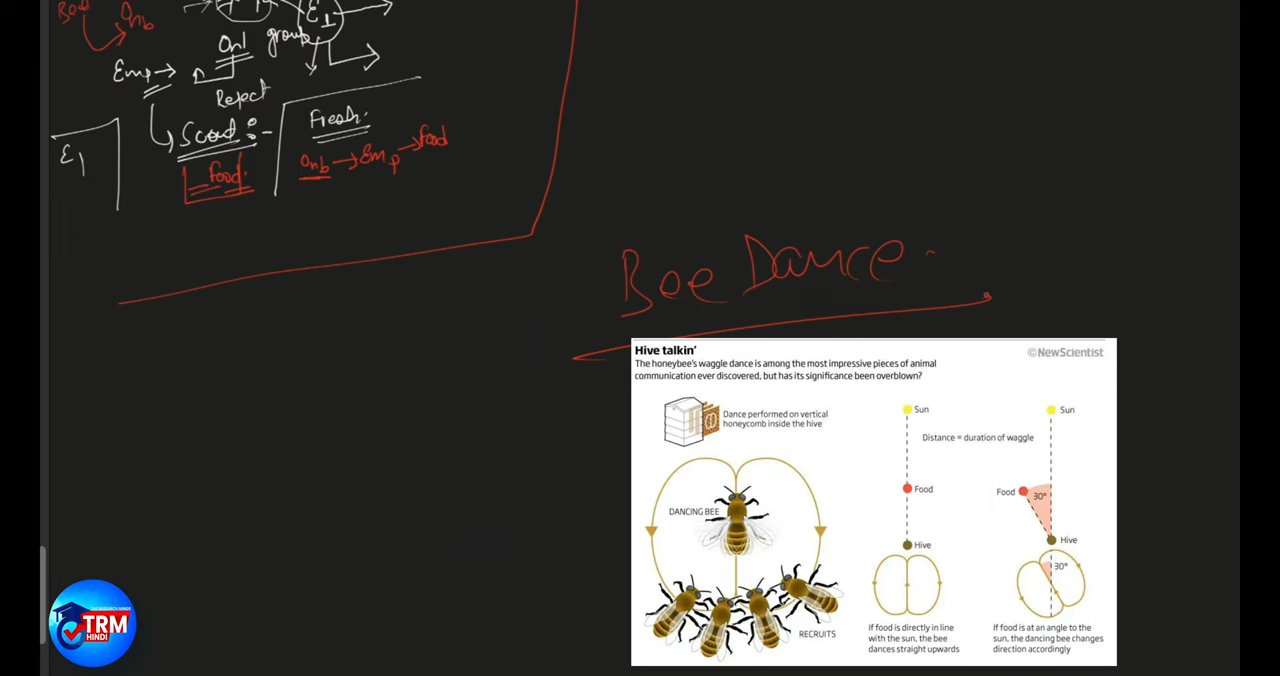 Bee
Onb
E1
Onl group
Emp →
Reject
Scout :-
Fresh.
Food.
Onb → Emp → Food
E1
Bee Dance
Hive talkin’
©NewScientist
The honeybee's waggle dance is among the most impressive pieces of animal
communication ever discovered, but has its significance been overblown?
Dance performed on vertical
honeycomb inside the hive
Sun
Sun
Distance = duration of waggle
Food
Food
30°
DANCING BEE
Hive
Hive
30°
RECRUITS
If food is directly in line
with the sun, the bee
dances straight upwards
If food is at an angle to the
sun, the dancing bee changes
direction accordingly
TRM
HINDI